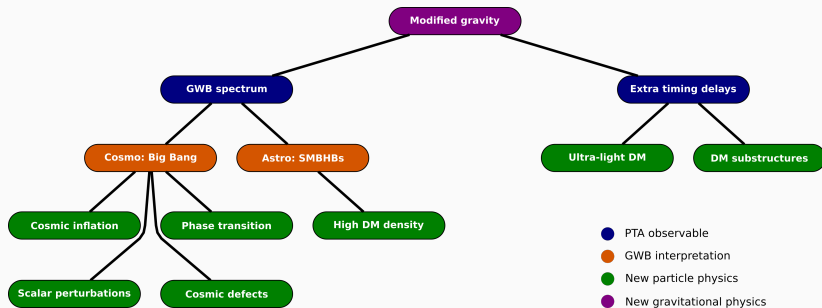 Modified gravity
GWB spectrum
Extra timing delays
Cosmo: Big Bang
Astro: SMBHBs
Ultra-light DM
DM substructures
Cosmic inflation
Phase transition
High DM density
Scalar perturbations
Cosmic defects
PTA observable
GWB interpretation
New particle physics
New gravitational physics